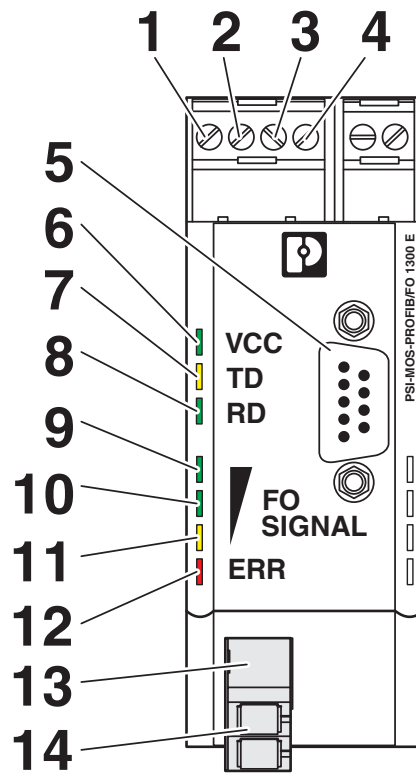 1 2 3 4
5
6
7
8
9
10
11
12
13
14
VCC
TD
RD
FO
SIGNAL
ERR
PSI-MOS-PROFIB/FO 1300 E